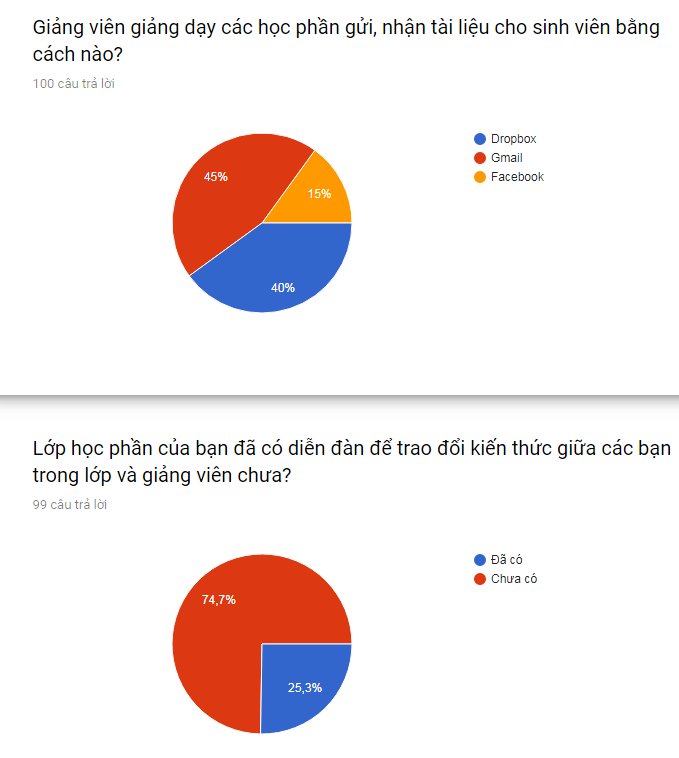 Giảng viên giảng dạy các học phần gửi, nhận tài liệu cho sinh viên bằng
cách nào?
100 câu trả lời
Dropbox
Gmail
Facebook
45%
15%
40%
Lớp học phần của bạn đã có diễn đàn để trao đổi kiến thức giữa các bạn
trong lớp và giảng viên chưa?
99 câu trả lời
Đã có
Chưa có
74,7%
25,3%